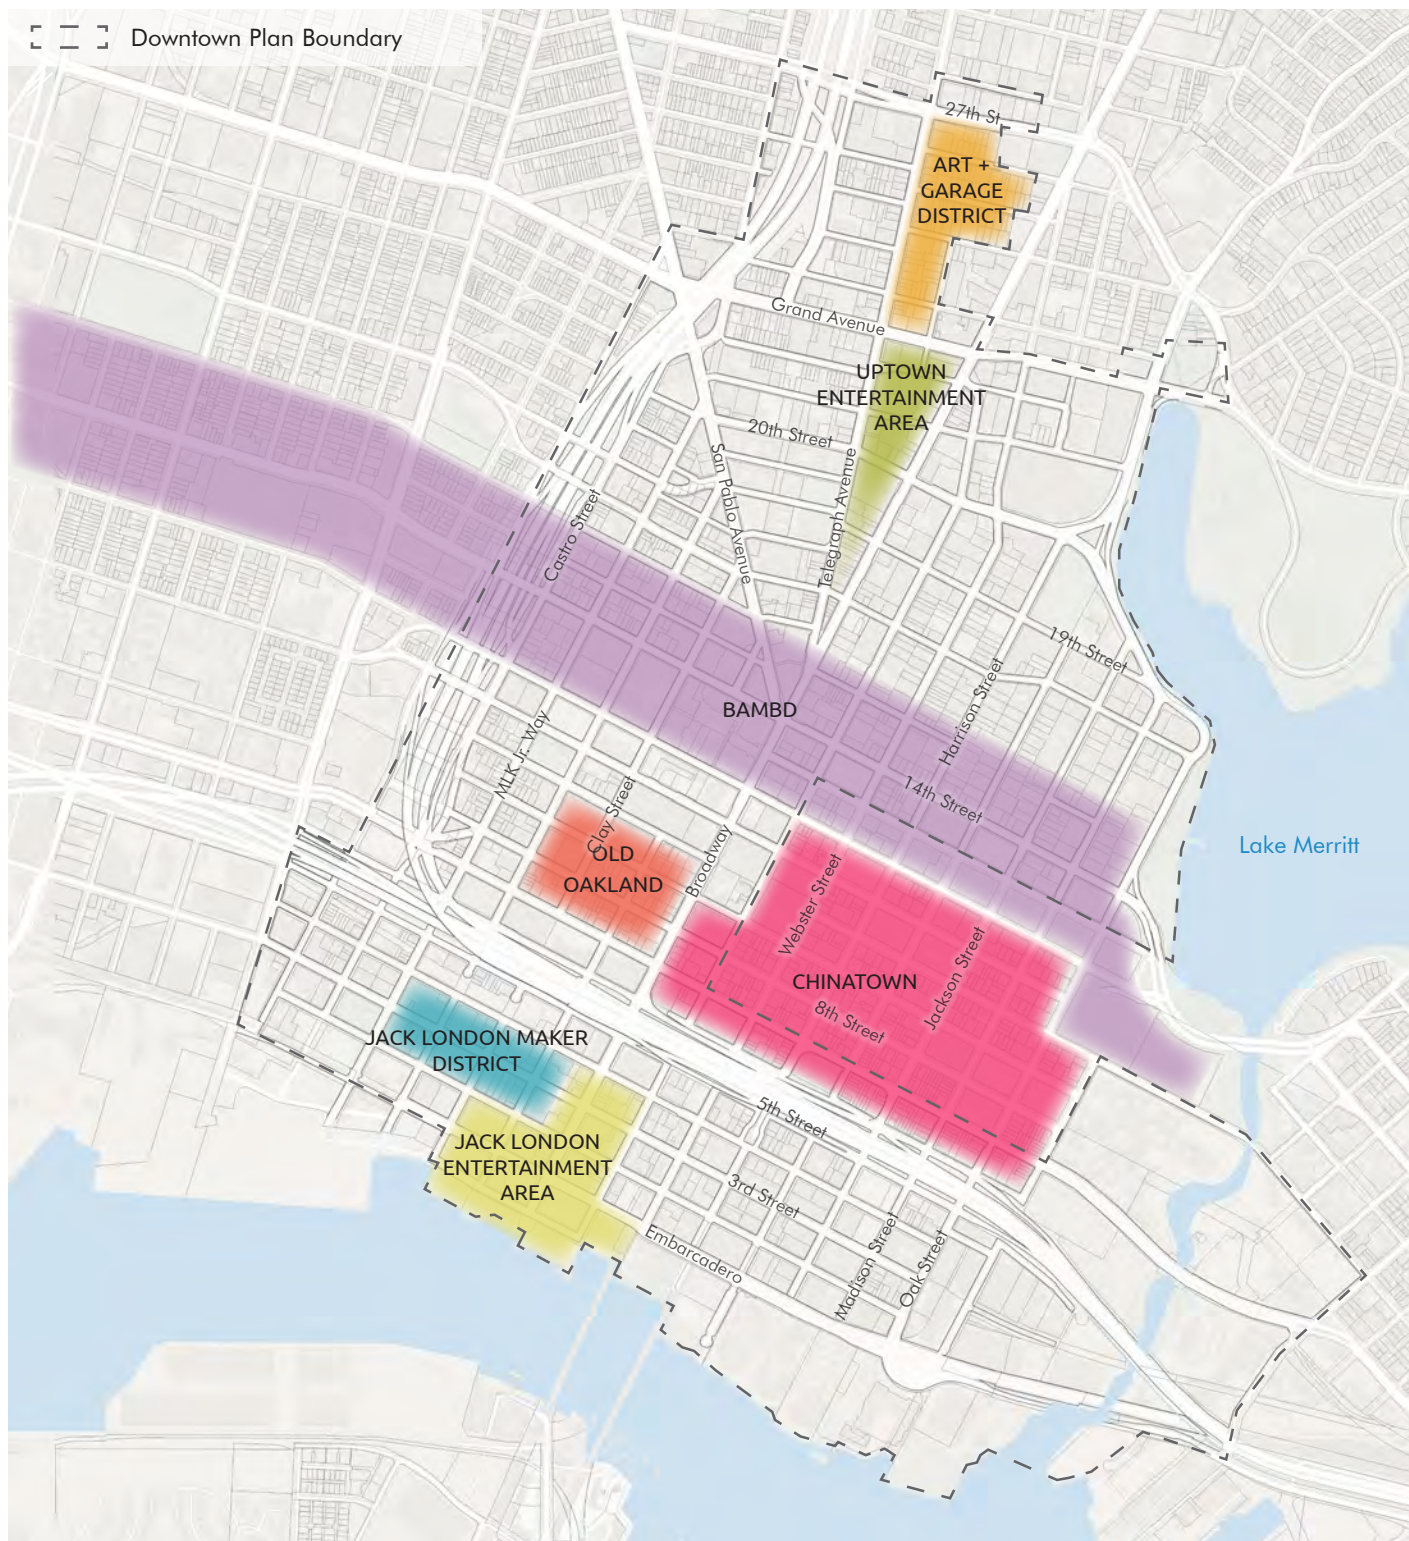 Downtown Plan Boundary
27th St
ART +
GARAGE
DISTRICT
Grand Avenue
UPTOWN
ENTERTAINMENT
AREA
20th Street
San Pablo Avenue
Telegraph Avenue
Castro Street
19th Street
Harrison Street
BAMBD
MLK Jr. Way
14th Street
Clay Street
Broadway
OLD
OAKLAND
Lake Merritt
Webster Street
Jackson Street
CHINATOWN
8th Street
JACK LONDON MAKER
DISTRICT
5th Street
JACK LONDON
ENTERTAINMENT
AREA
3rd Street
Embarcadero
Madison Street
Oak Street